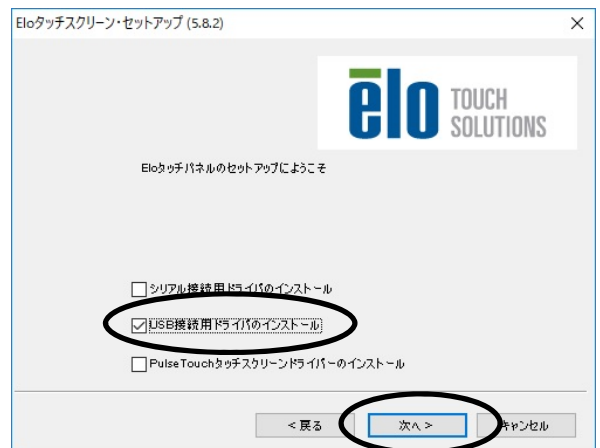 Eloタッチスクリーン・セットアップ (5.8.2)
elo TOUCH SOLUTIONS
Eloタッチパネルのセットアップにようこそ
シリアル接続用ドライバのインストール
USB接続用ドライバのインストール
PulseTouchタッチスクリーンドライバーのインストール
< 戻る 次へ > キャンセル